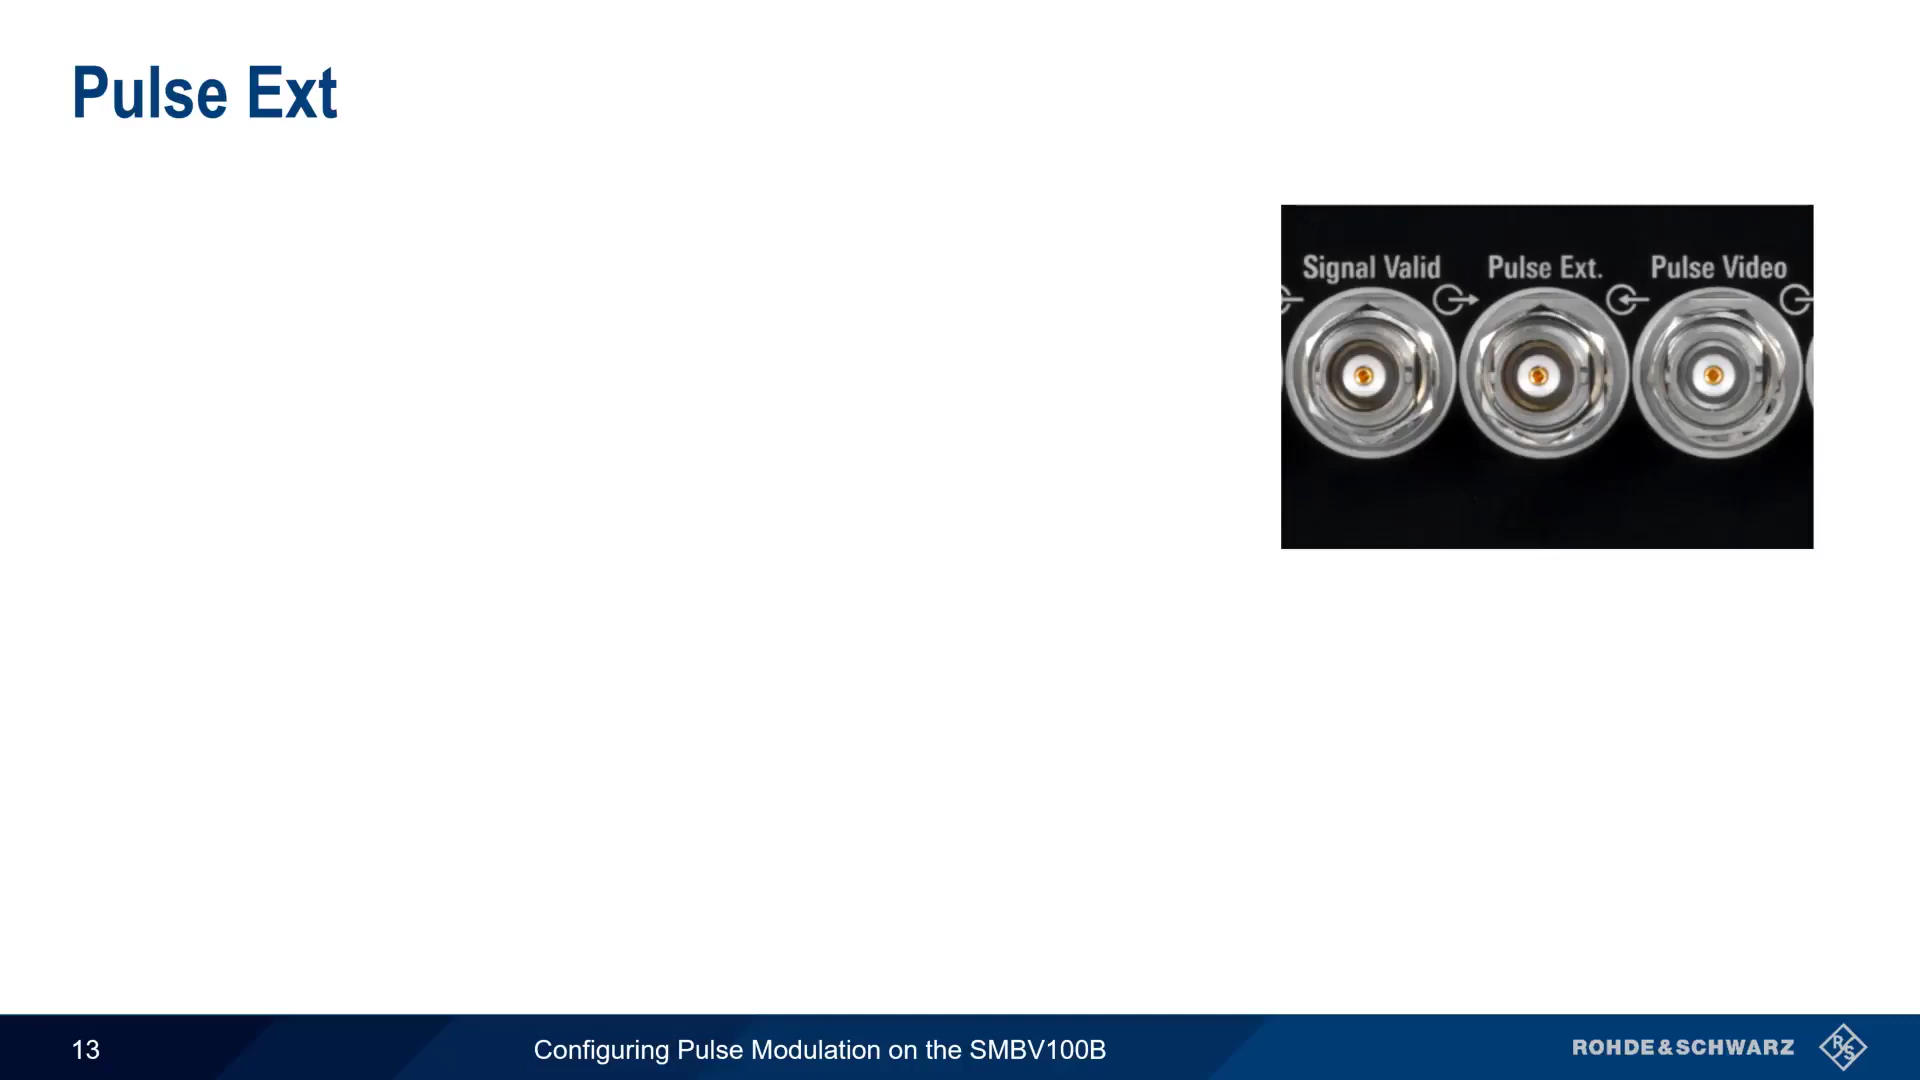 Pulse Ext
Signal Valid
Pulse Ext.
Pulse Video
13
Configuring Pulse Modulation on the SMBV100B
ROHDE&SCHWARZ
R S